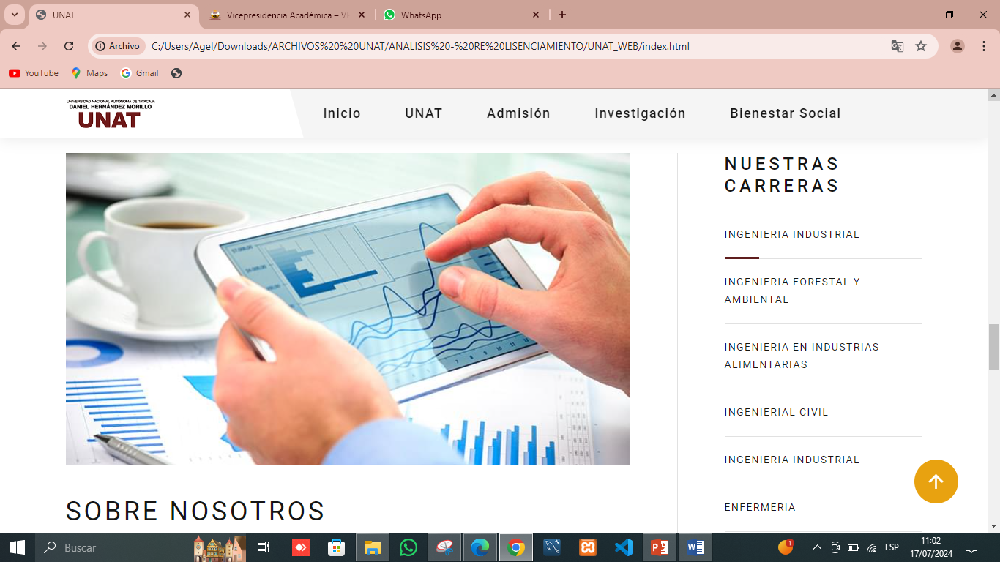 UNAT
Vicepresidencia Académica – VI
WhatsApp
Archivo
C:/Users/Agel/Downloads/ARCHIVOS%20%20UNAT/ANALISIS%20-%20RE%20LISENCIAMIENTO/UNAT_WEB/index.html
YouTube
Maps
Gmail
UNIVERSIDAD NACIONAL AUTÓNOMA DE TAYACAJA
DANIEL HERNÁNDEZ MORILLO
UNAT
Inicio
UNAT
Admisión
Investigación
Bienestar Social
NUESTRAS
CARRERAS
INGENIERIA INDUSTRIAL
INGENIERIA FORESTAL Y
AMBIENTAL
INGENIERIA EN INDUSTRIAS
ALIMENTARIAS
INGENIERIAL CIVIL
INGENIERIA INDUSTRIAL
ENFERMERIA
SOBRE NOSOTROS
Buscar
1
ESP
11:02
17/07/2024